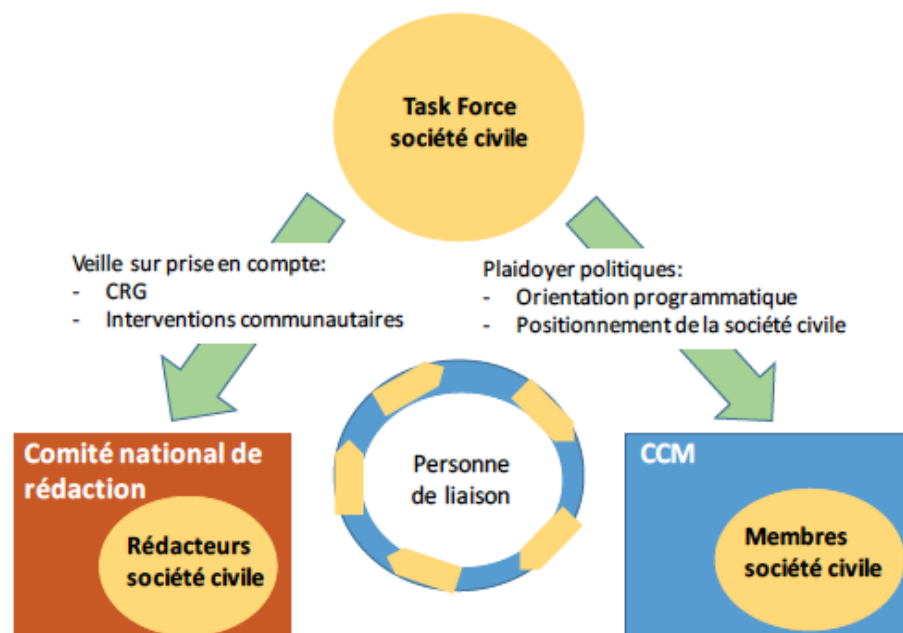 Task Force
société civile
Veille sur prise en compte:
- CRG
- Interventions communautaires
Plaidoyer politiques:
- Orientation programmatique
- Positionnement de la société civile
Comité national de
rédaction
Rédacteurs
société civile
Personne
de liaison
CCM
Membres
société civile